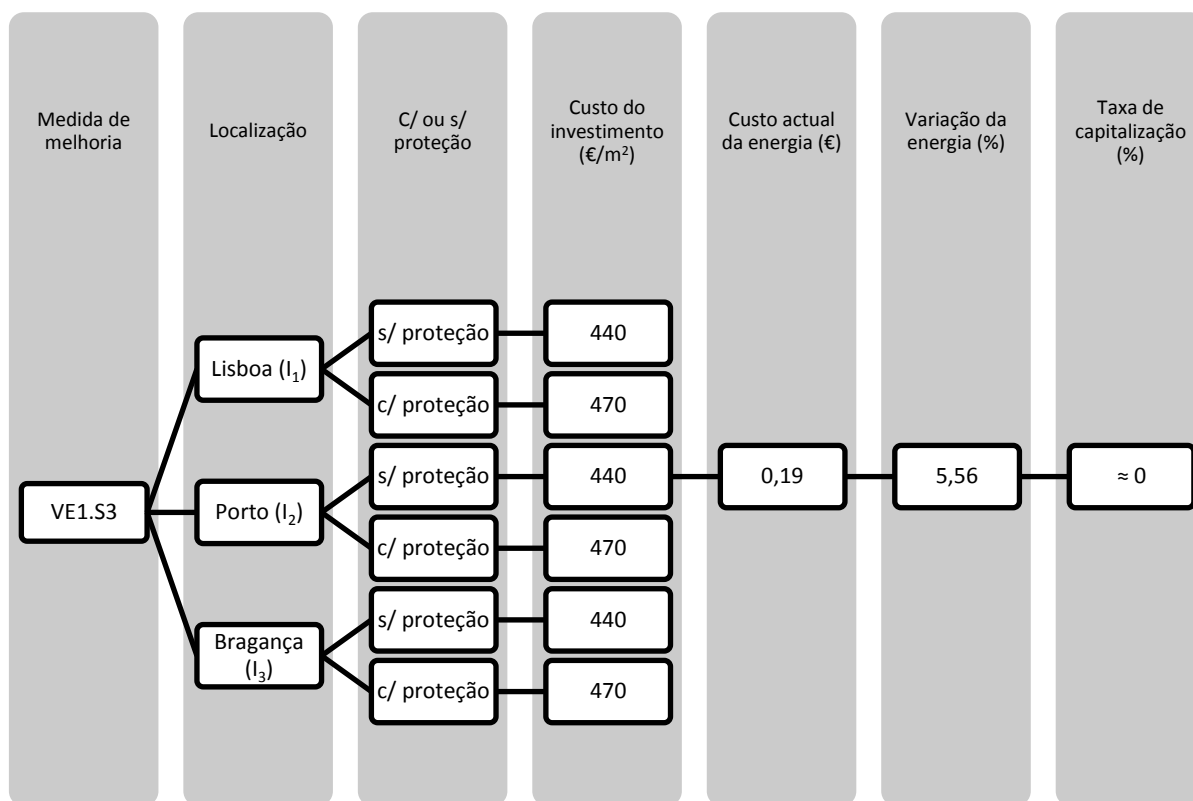 Medida de
melhoria
Localização
C/ ou s/
proteção
Custo do
investimento
(€/m²)
Custo actual
da energia (€)
Variação da
energia (%)
Taxa de
capitalização
(%)
VE1.S3
Lisboa (I₁)
s/ proteção
440
c/ proteção
470
Porto (I₂)
s/ proteção
440
c/ proteção
470
Bragança
(I₃)
s/ proteção
440
c/ proteção
470
0,19
5,56
≈ 0